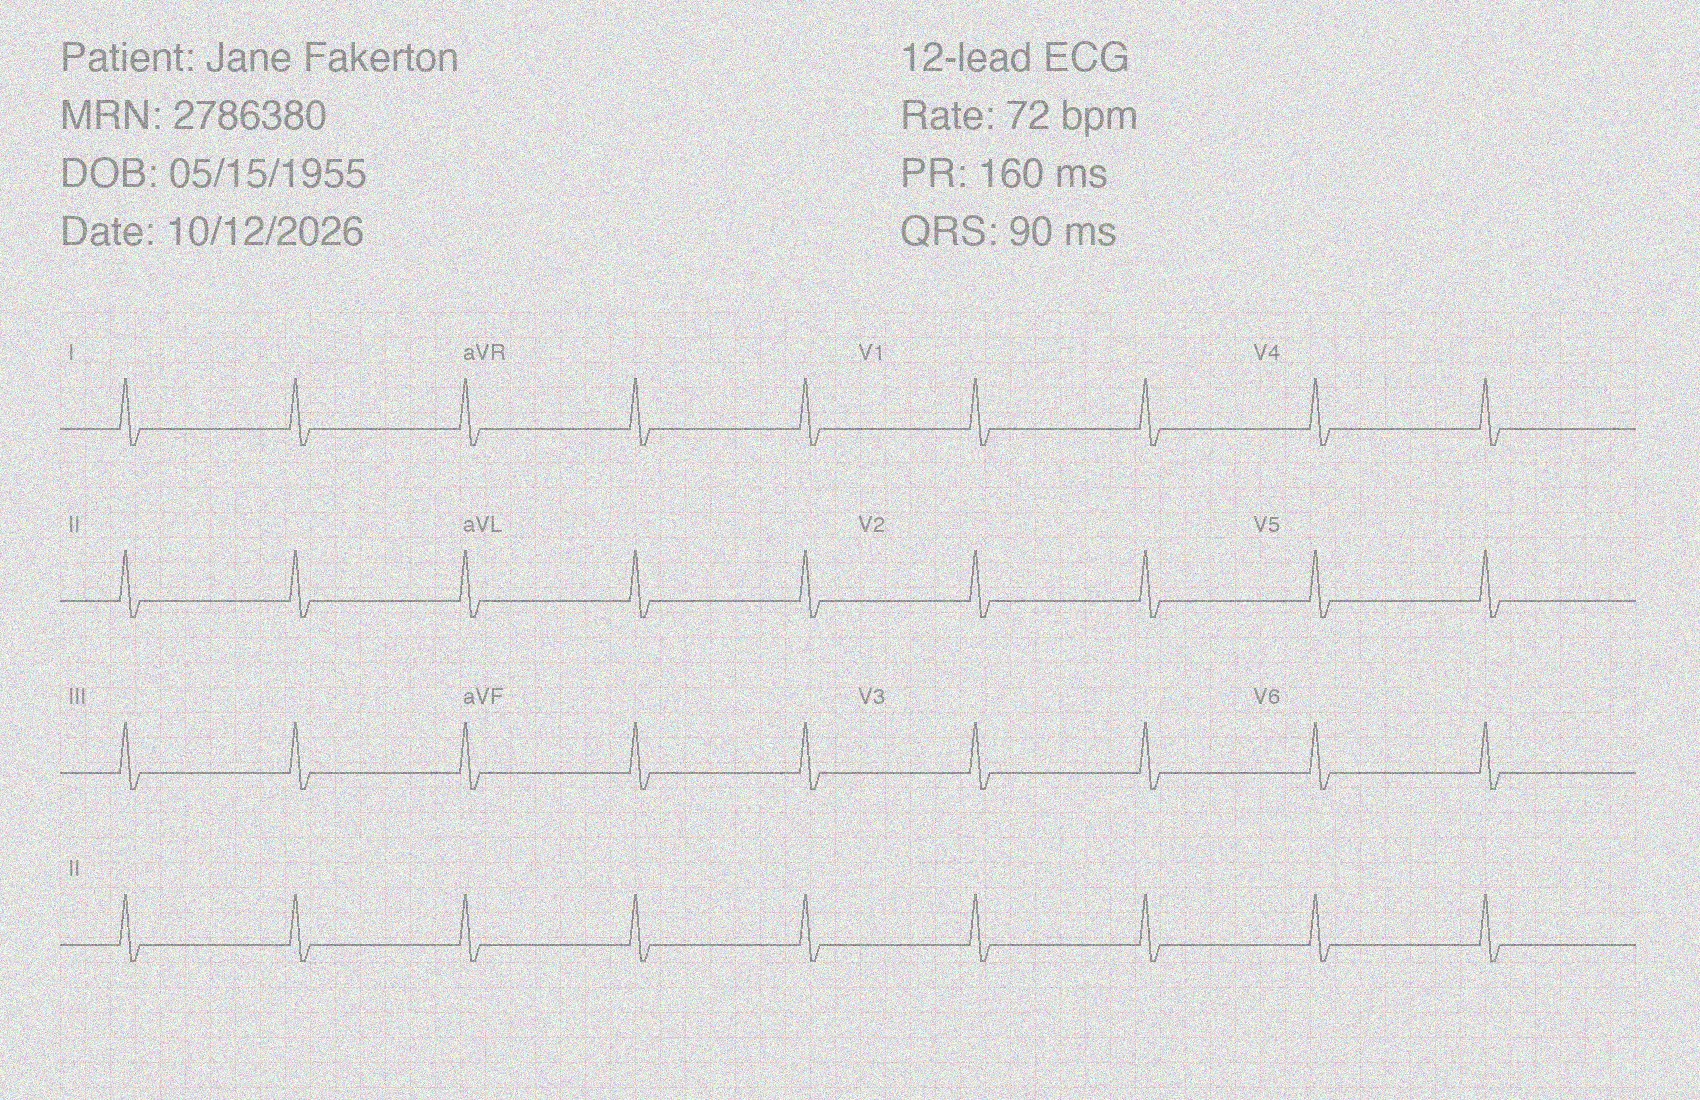 Patient: Jane Fakerton
MRN: 2786380
DOB: 05/15/1955
Date: 10/12/2026
12-lead ECG
Rate: 72 bpm
PR: 160 ms
QRS: 90 ms
I aVR V1 V4
II aVL V2 V5
III aVF V3 V6
II